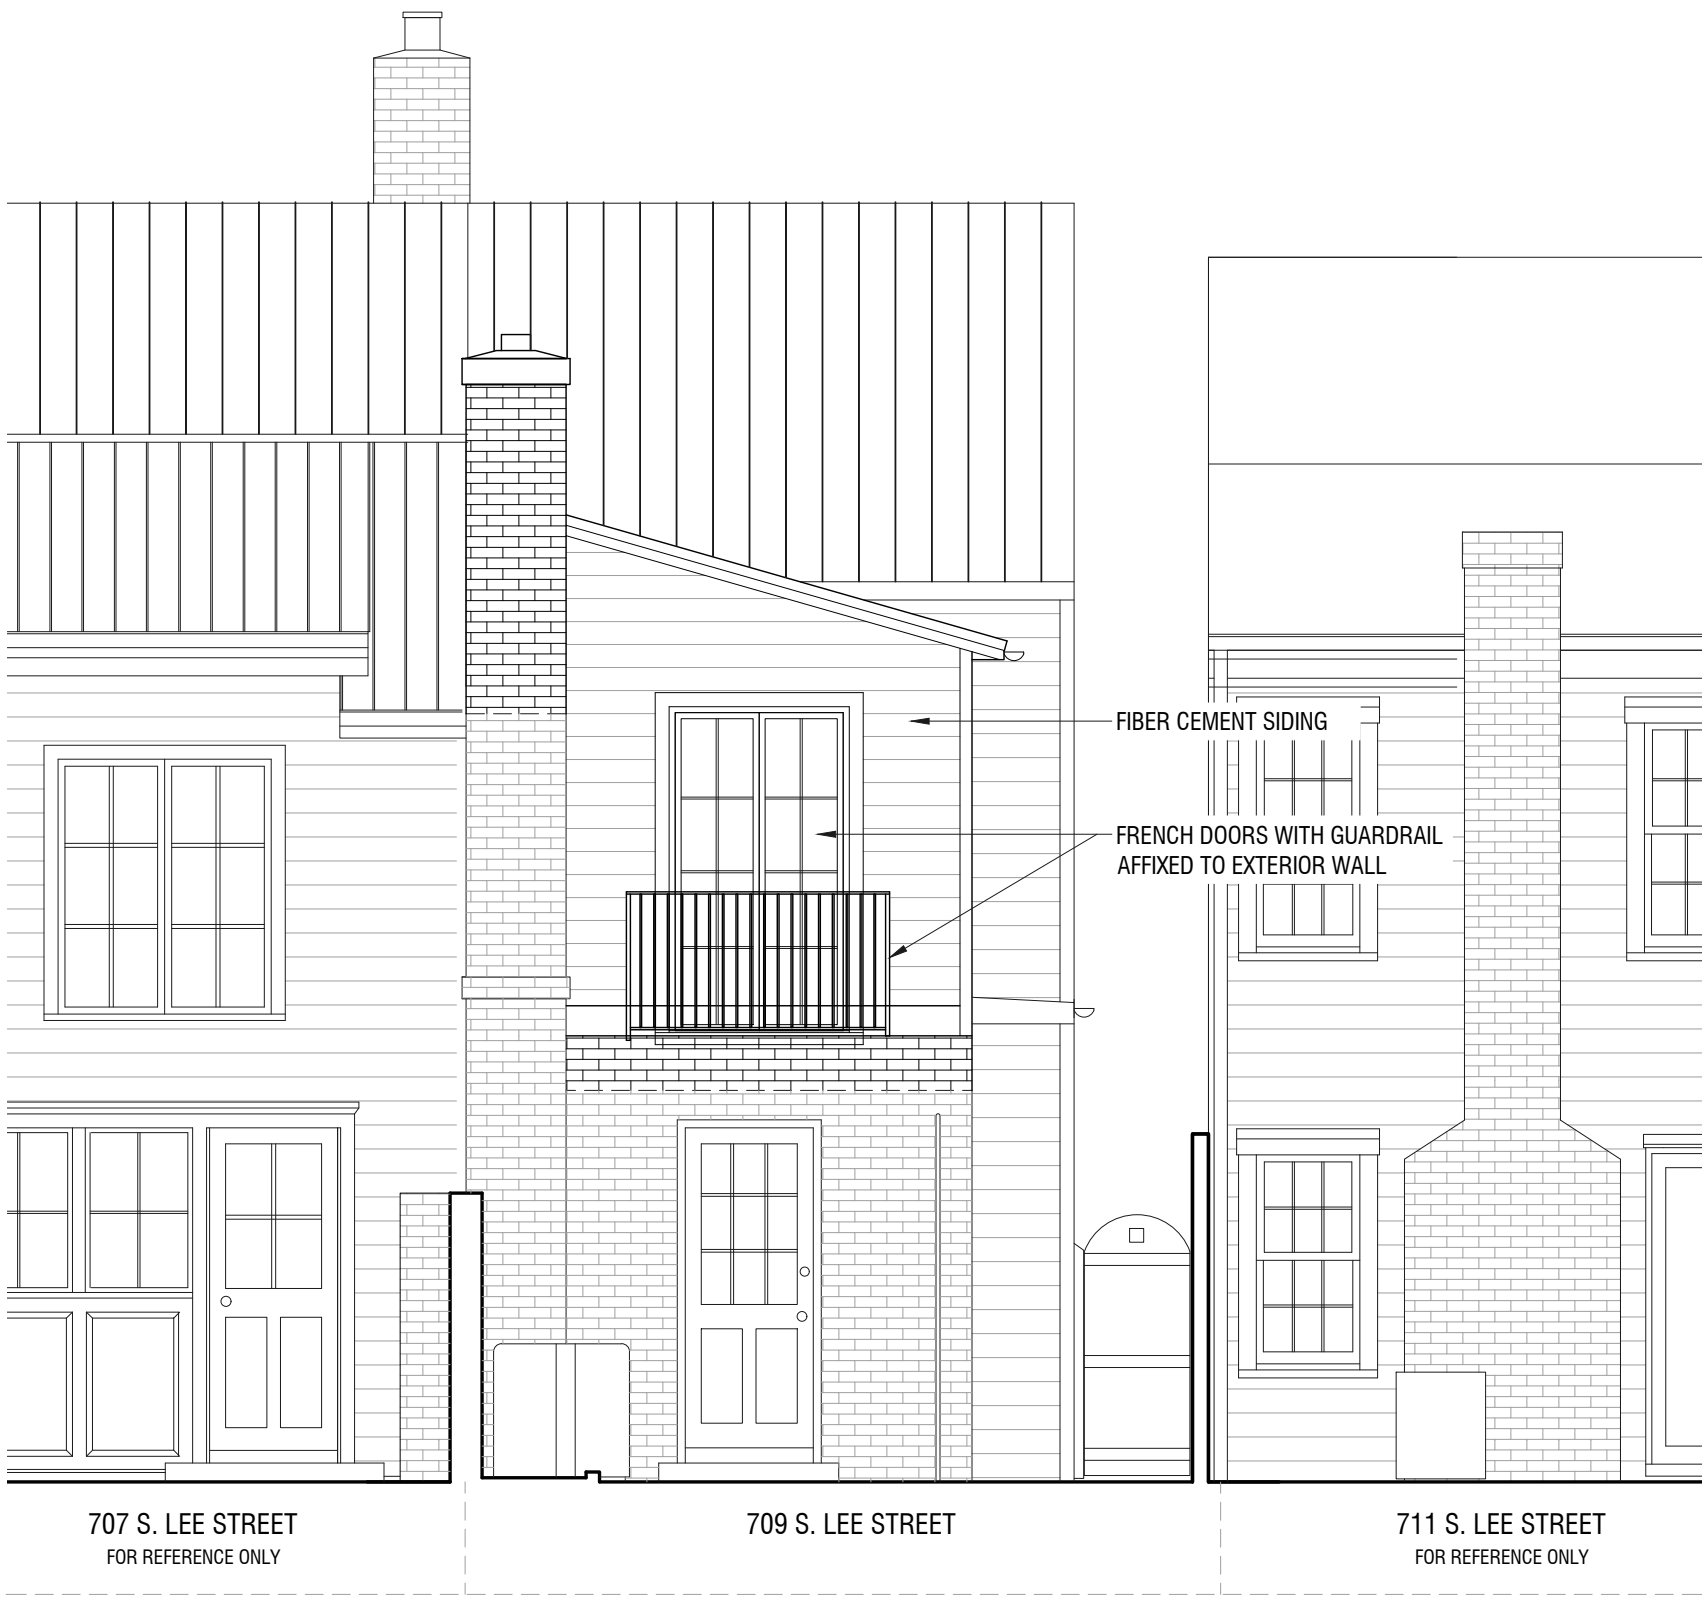 FIBER CEMENT SIDING
FRENCH DOORS WITH GUARDRAIL
AFFIXED TO EXTERIOR WALL
707 S. LEE STREET
FOR REFERENCE ONLY
709 S. LEE STREET
711 S. LEE STREET
FOR REFERENCE ONLY